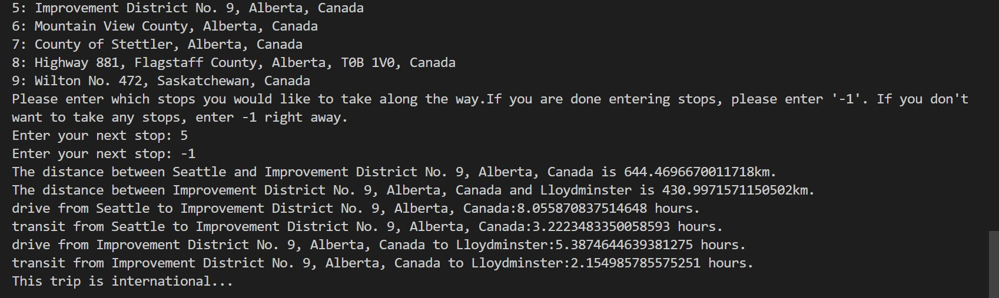 5: Improvement District No. 9, Alberta, Canada
6: Mountain View County, Alberta, Canada
7: County of Stettler, Alberta, Canada
8: Highway 881, Flagstaff County, Alberta, T0B 1V0, Canada
9: Wilton No. 472, Saskatchewan, Canada
Please enter which stops you would like to take along the way.If you are done entering stops, please enter '-1'. If you don't
want to take any stops, enter -1 right away.
Enter your next stop: 5
Enter your next stop: -1
The distance between Seattle and Improvement District No. 9, Alberta, Canada is 644.4696670011718km.
The distance between Improvement District No. 9, Alberta, Canada and Lloydminster is 430.9971571150502km.
drive from Seattle to Improvement District No. 9, Alberta, Canada:8.055870837514648 hours.
transit from Seattle to Improvement District No. 9, Alberta, Canada:3.2223483350058593 hours.
drive from Improvement District No. 9, Alberta, Canada to Lloydminster:5.3874644639381275 hours.
transit from Improvement District No. 9, Alberta, Canada to Lloydminster:2.154985785575251 hours.
This trip is international...